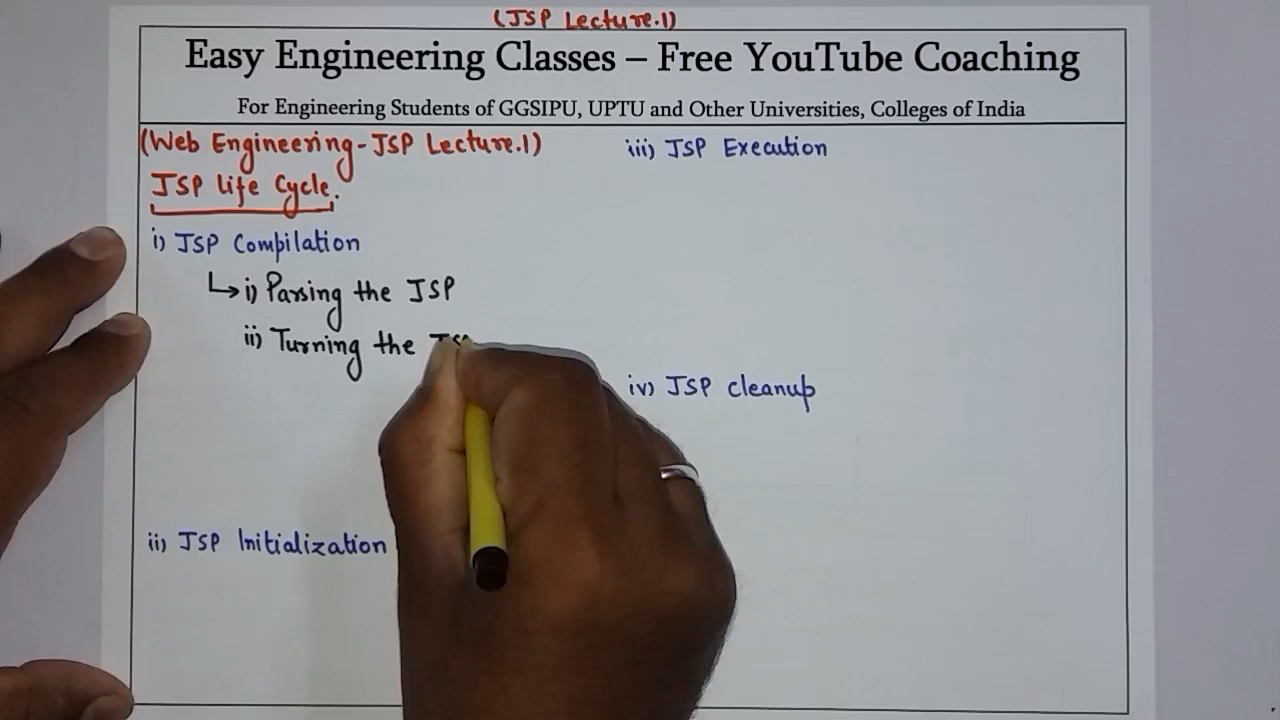 (JSP Lecture.1)
Easy Engineering Classes – Free YouTube Coaching
For Engineering Students of GGSIPU, UPTU and Other Universities, Colleges of India
(Web Engineering-JSP Lecture.1)
JSP Life Cycle.
i) JSP Compilation
↳ i) Parsing the JSP
ii) Turning the JSP
ii) JSP Initialization
iii) JSP Execution
iv) JSP cleanup